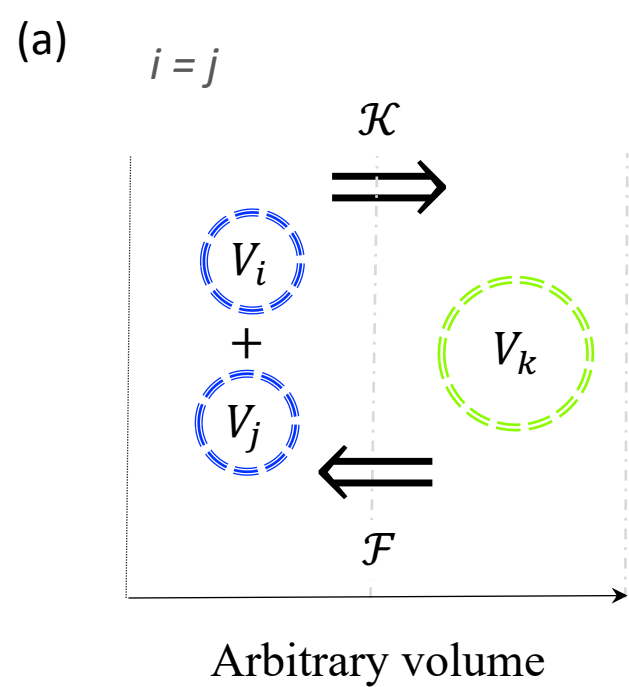 (a)
i = j
𝒦
V_i
+
V_j
V_k
ℱ
Arbitrary volume